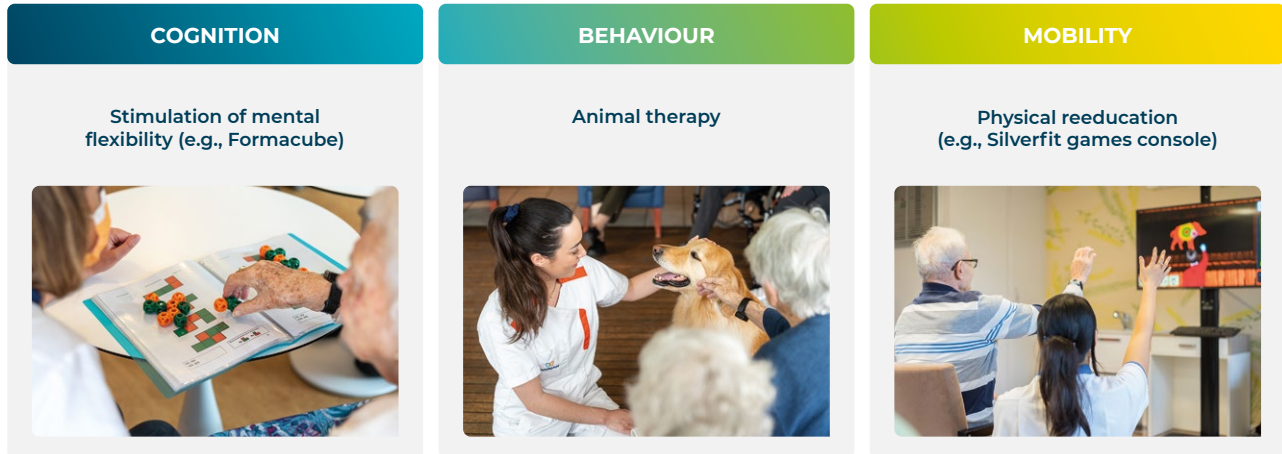 COGNITION
Stimulation of mental
flexibility (e.g., Formacube)
BEHAVIOUR
Animal therapy
MOBILITY
Physical reeducation
(e.g., Silverfit games console)